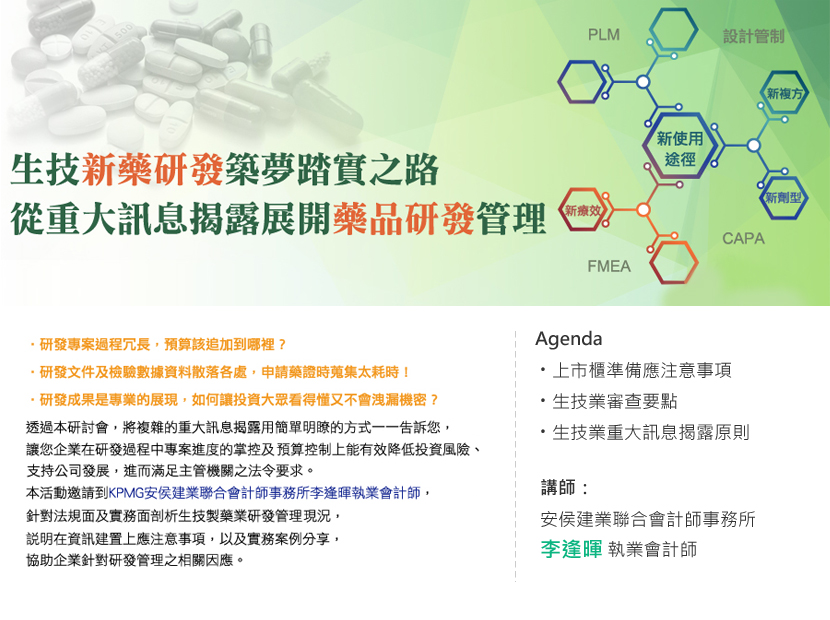 PLM
設計管制
新複方
新使用
途徑
新劑型
新療效
CAPA
FMEA
生技新藥研發築夢踏實之路
從重大訊息揭露展開藥品研發管理
・研發專案過程冗長，預算該追加到哪裡？
・研發文件及檢驗數據資料散落各處，申請藥證時蒐集太耗時！
・研發成果是專業的展現，如何讓投資大眾看得懂又不會洩漏機密？
透過本研討會，將複雜的重大訊息揭露用簡單明瞭的方式一一告訴您，
讓您企業在研發過程中專案進度的掌控及預算控制上能有效降低投資風險、
支持公司發展，進而滿足主管機關之法令要求。
本活動邀請到KPMG安侯建業聯合會計師事務所李逢暉執業會計師，
針對法規面及實務面剖析生技製藥業研發管理現況，
説明在資訊建置上應注意事項，以及實務案例分享，
協助企業針對研發管理之相關因應。
Agenda
・上市櫃準備應注意事項
・生技業審查要點
・生技業重大訊息揭露原則
講師：
安侯建業聯合會計師事務所
李逢暉 執業會計師